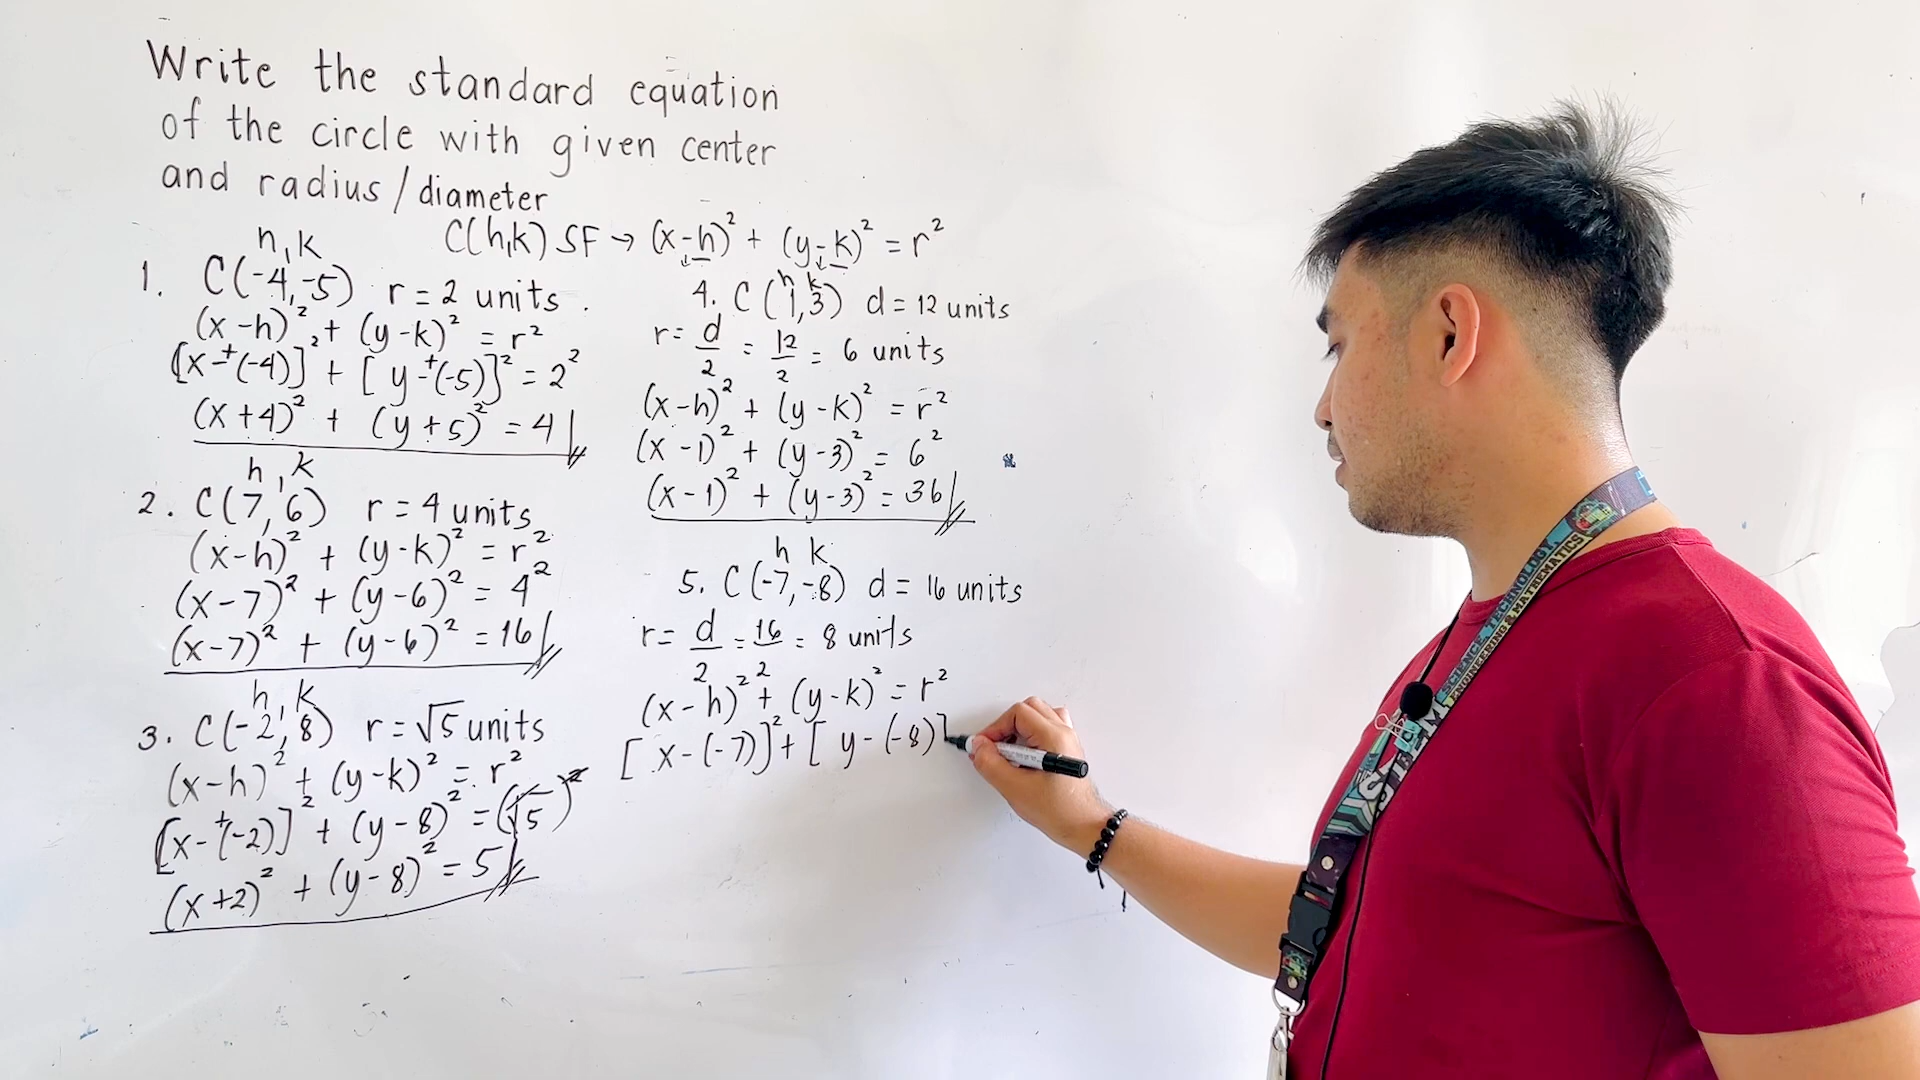 Write the standard equation
of the circle with given center
and radius / diameter
C(h,k) SF → (x-h)² + (y-k)² = r²
h, k
1. C(-4,-5) r = 2 units.
(x-h)² + (y-k)² = r²
[x-⁺(-4)]² + [y-⁺(-5)]² = 2²
(x+4)² + (y+5)² = 4
h, k
2. C(7,6) r = 4 units
(x-h)² + (y-k)² = r²
(x-7)² + (y-6)² = 4²
(x-7)² + (y-6)² = 16
h, k
3. C(-2,8) r = √5 units
(x-h)² + (y-k)² = r²
[x-⁺(-2)]² + (y-8)² = (√5)²
(x+2)² + (y-8)² = 5
h k
4. C(1,3) d = 12 units
r = d/2 = 12/2 = 6 units
(x-h)² + (y-k)² = r²
(x-1)² + (y-3)² = 6²
(x-1)² + (y-3)² = 36
h k
5. C(-7,-8) d = 16 units
r = d/2 = 16/2 = 8 units
(x-h)² + (y-k)² = r²
[x-(-7)]² + [y-(-8)]
SCIENCE, TECHNOLOGY,
ENGINEERING & MATHEMATICS
STEM